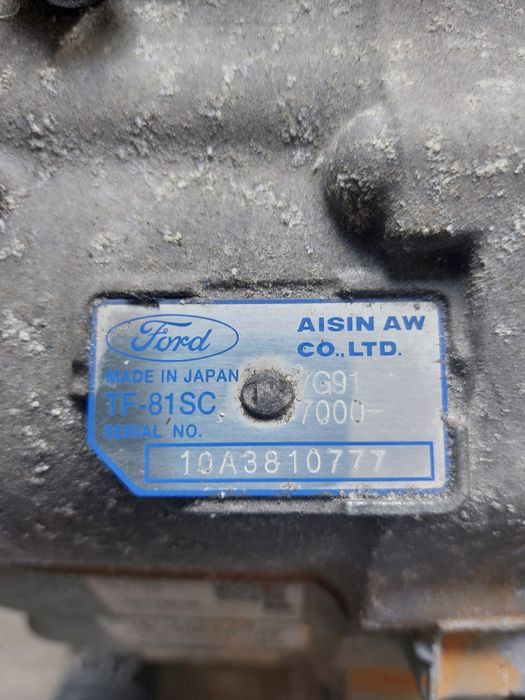 Ford
AISIN AW
CO.,LTD.
MADE IN JAPAN
7G91
TF-81SC
7000-
SERIAL NO.
10A3810777